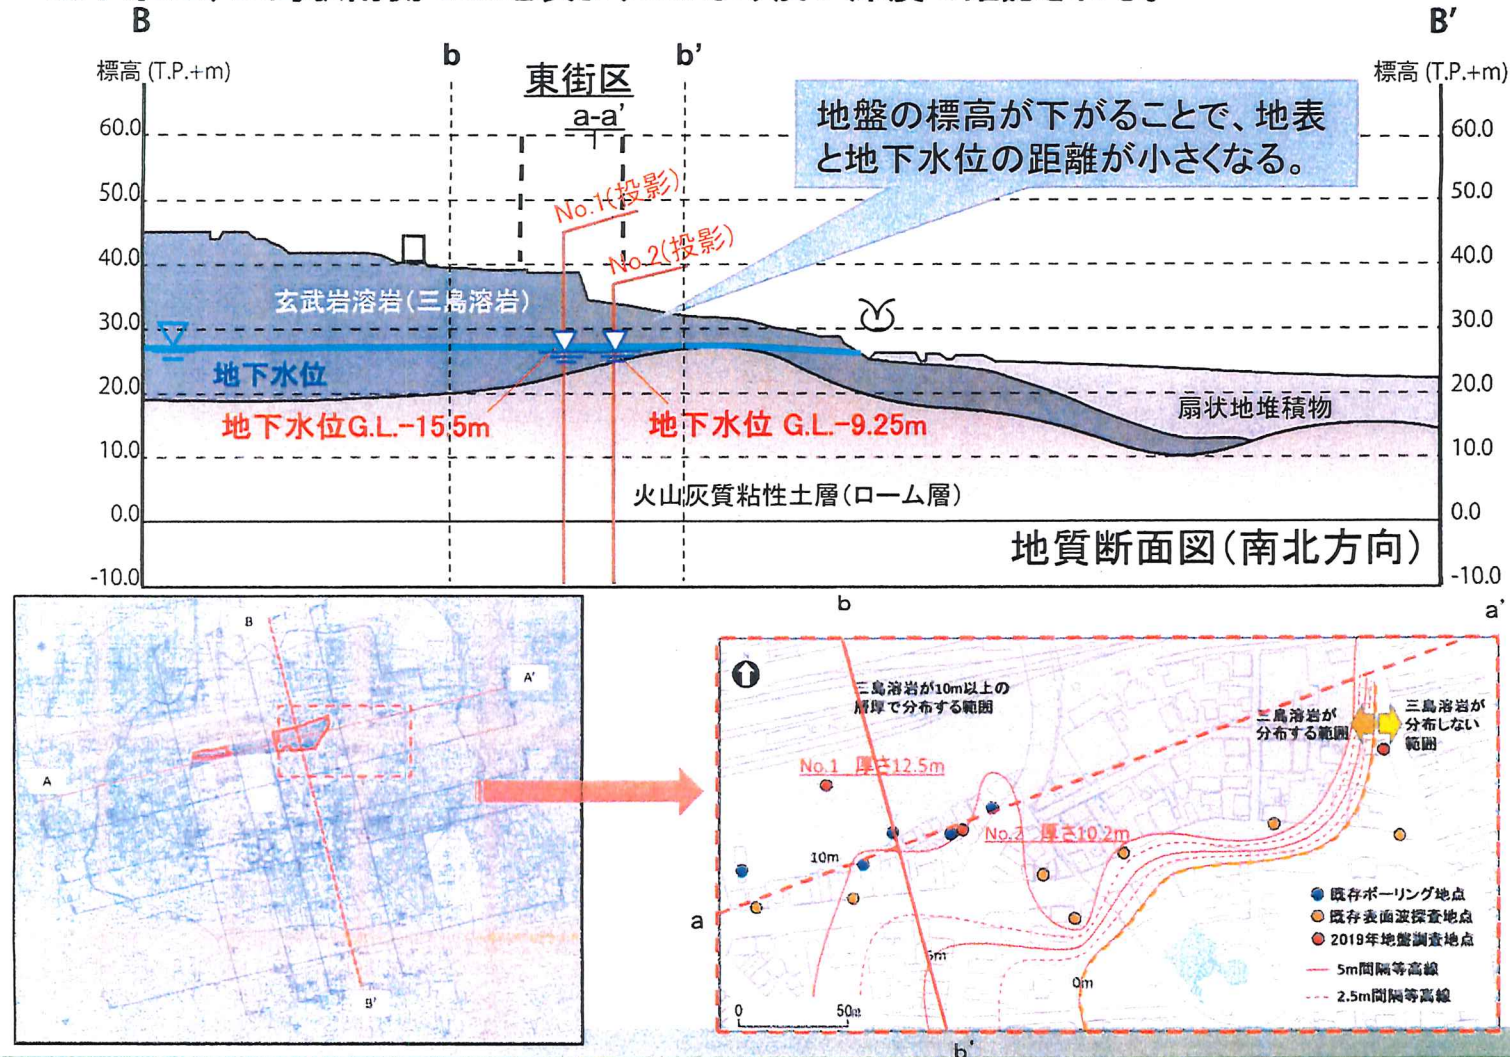 B
B'
b
b'
標高 (T.P.+m)
標高 (T.P.+m)
東街区
a-a'
地盤の標高が下がることで、地表
と地下水位の距離が小さくなる。
60.0
60.0
50.0
50.0
No.1(投影)
No.2(投影)
40.0
40.0
玄武岩溶岩(三島溶岩)
30.0
30.0
地下水位
20.0
20.0
地下水位G.L.-15.5m
地下水位 G.L.-9.25m
扇状地堆積物
10.0
10.0
火山灰質粘性土層(ローム層)
0.0
0.0
地質断面図(南北方向)
-10.0
-10.0
B
A'
A
B'
b
a'
三島溶岩が10m以上の
層厚で分布する範囲
三島溶岩が
分布する範囲
三島溶岩が
分布しない
範囲
No.1 厚さ12.5m
No.2 厚さ10.2m
10m
a
既存ボーリング地点
既存表面波探査地点
2019年地盤調査地点
5m
5m間隔等高線
0m
2.5m間隔等高線
0
50m
b'